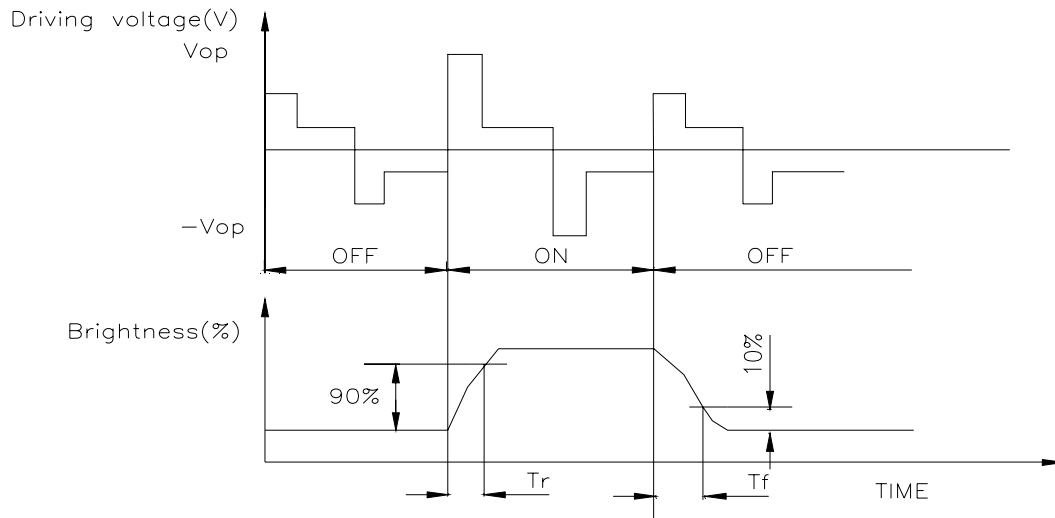 Driving voltage(V)
Vop
-Vop
OFF
ON
OFF
Brightness(%)
90%
10%
Tr
Tf
TIME